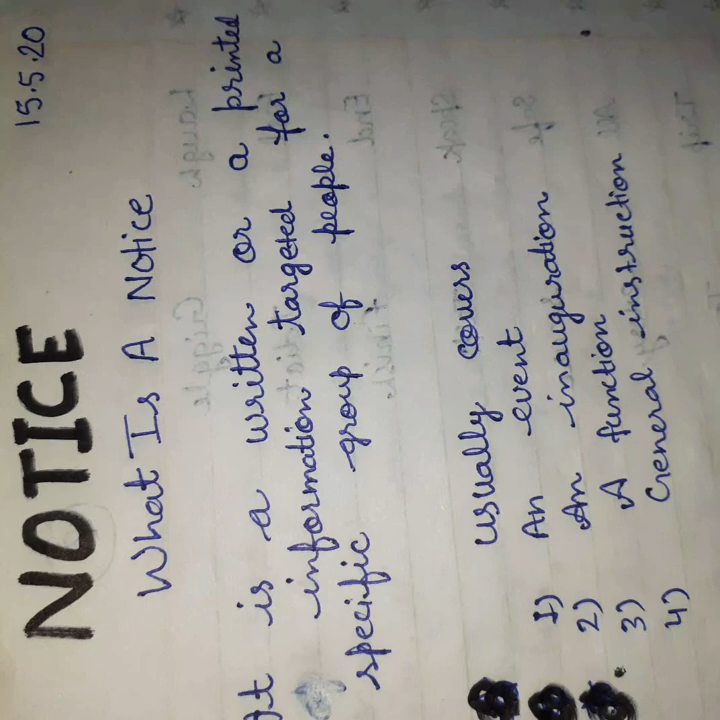 15.5.20
NOTICE
What Is A Notice
It is a written or a printed
information targeted for a
specific group of people.
Usually covers
1) An event
2) An inauguration
3) A function
4) General instruction